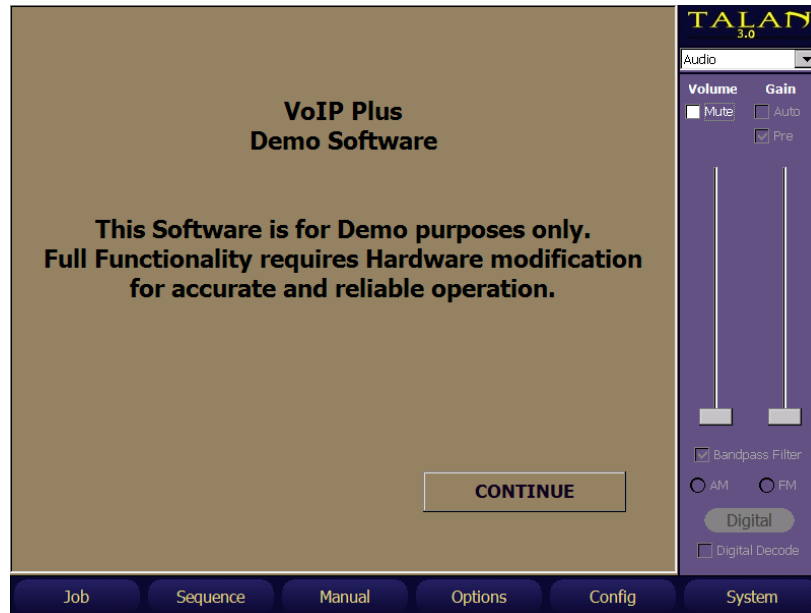 VoIP Plus
Demo Software
This Software is for Demo purposes only.
Full Functionality requires Hardware modification
for accurate and reliable operation.
CONTINUE
TALAN
3.0
Audio
Volume Gain
Mute Auto
Pre
Bandpass Filter
AM FM
Digital
Digital Decode
Job Sequence Manual Options Config System